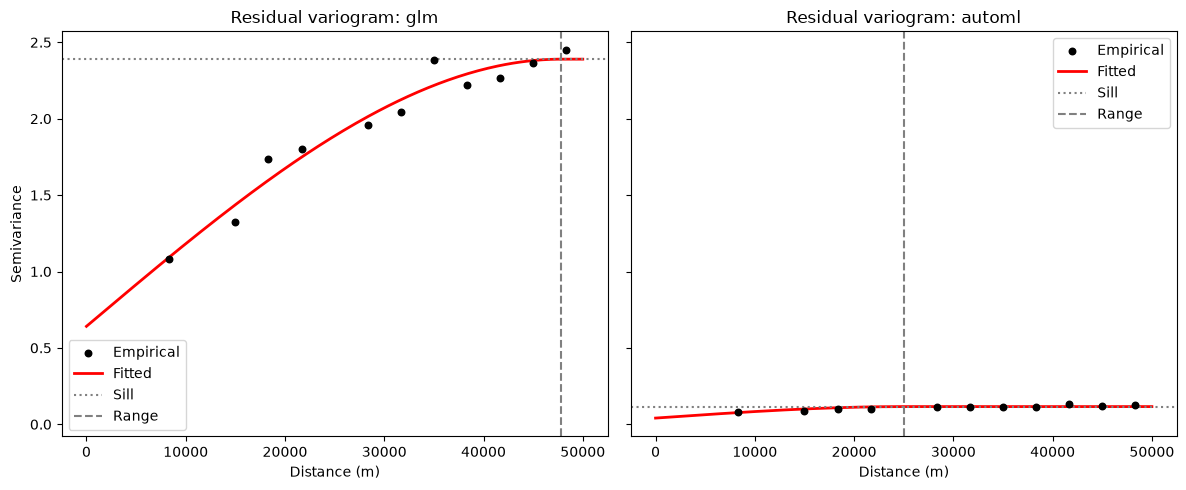 Residual variogram: glm
2.5
2.0
1.5
1.0
0.5
0.0
Semivariance
Empirical
Fitted
Sill
Range
0 10000 20000 30000 40000 50000
Distance (m)
Residual variogram: automl
Empirical
Fitted
Sill
Range
0 10000 20000 30000 40000 50000
Distance (m)